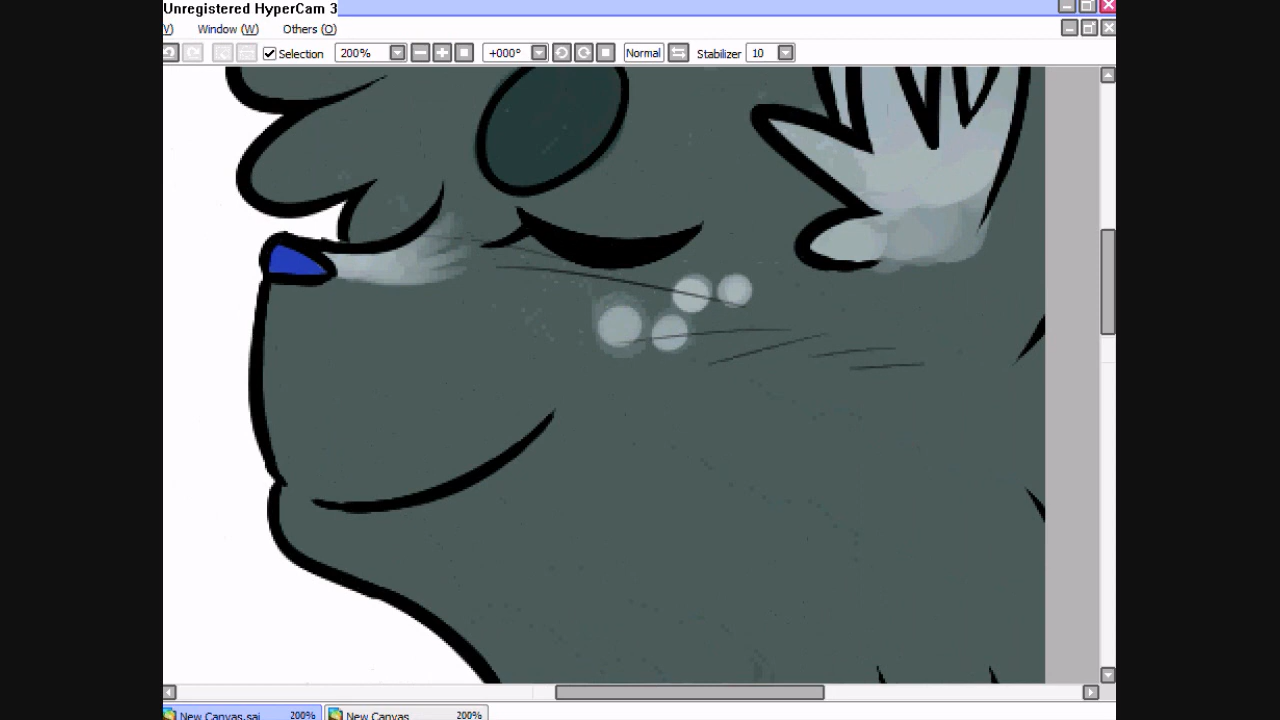 Unregistered HyperCam 3
V) Window (W) Others (O)
Selection 200% +000° Normal Stabilizer 10
New Canvas.sai 200% New Canvas 200%